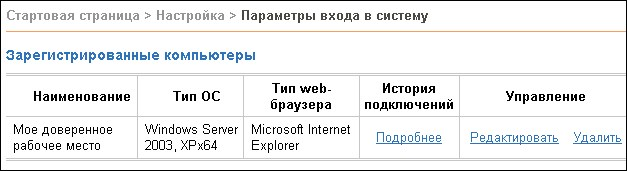 Стартовая страница > Настройка > Параметры входа в систему
Зарегистрированные компьютеры
Наименование Тип ОС Тип web-браузера История подключений Управление
Мое доверенное рабочее место Windows Server 2003, XPx64 Microsoft Internet Explorer Подробнее Редактировать Удалить